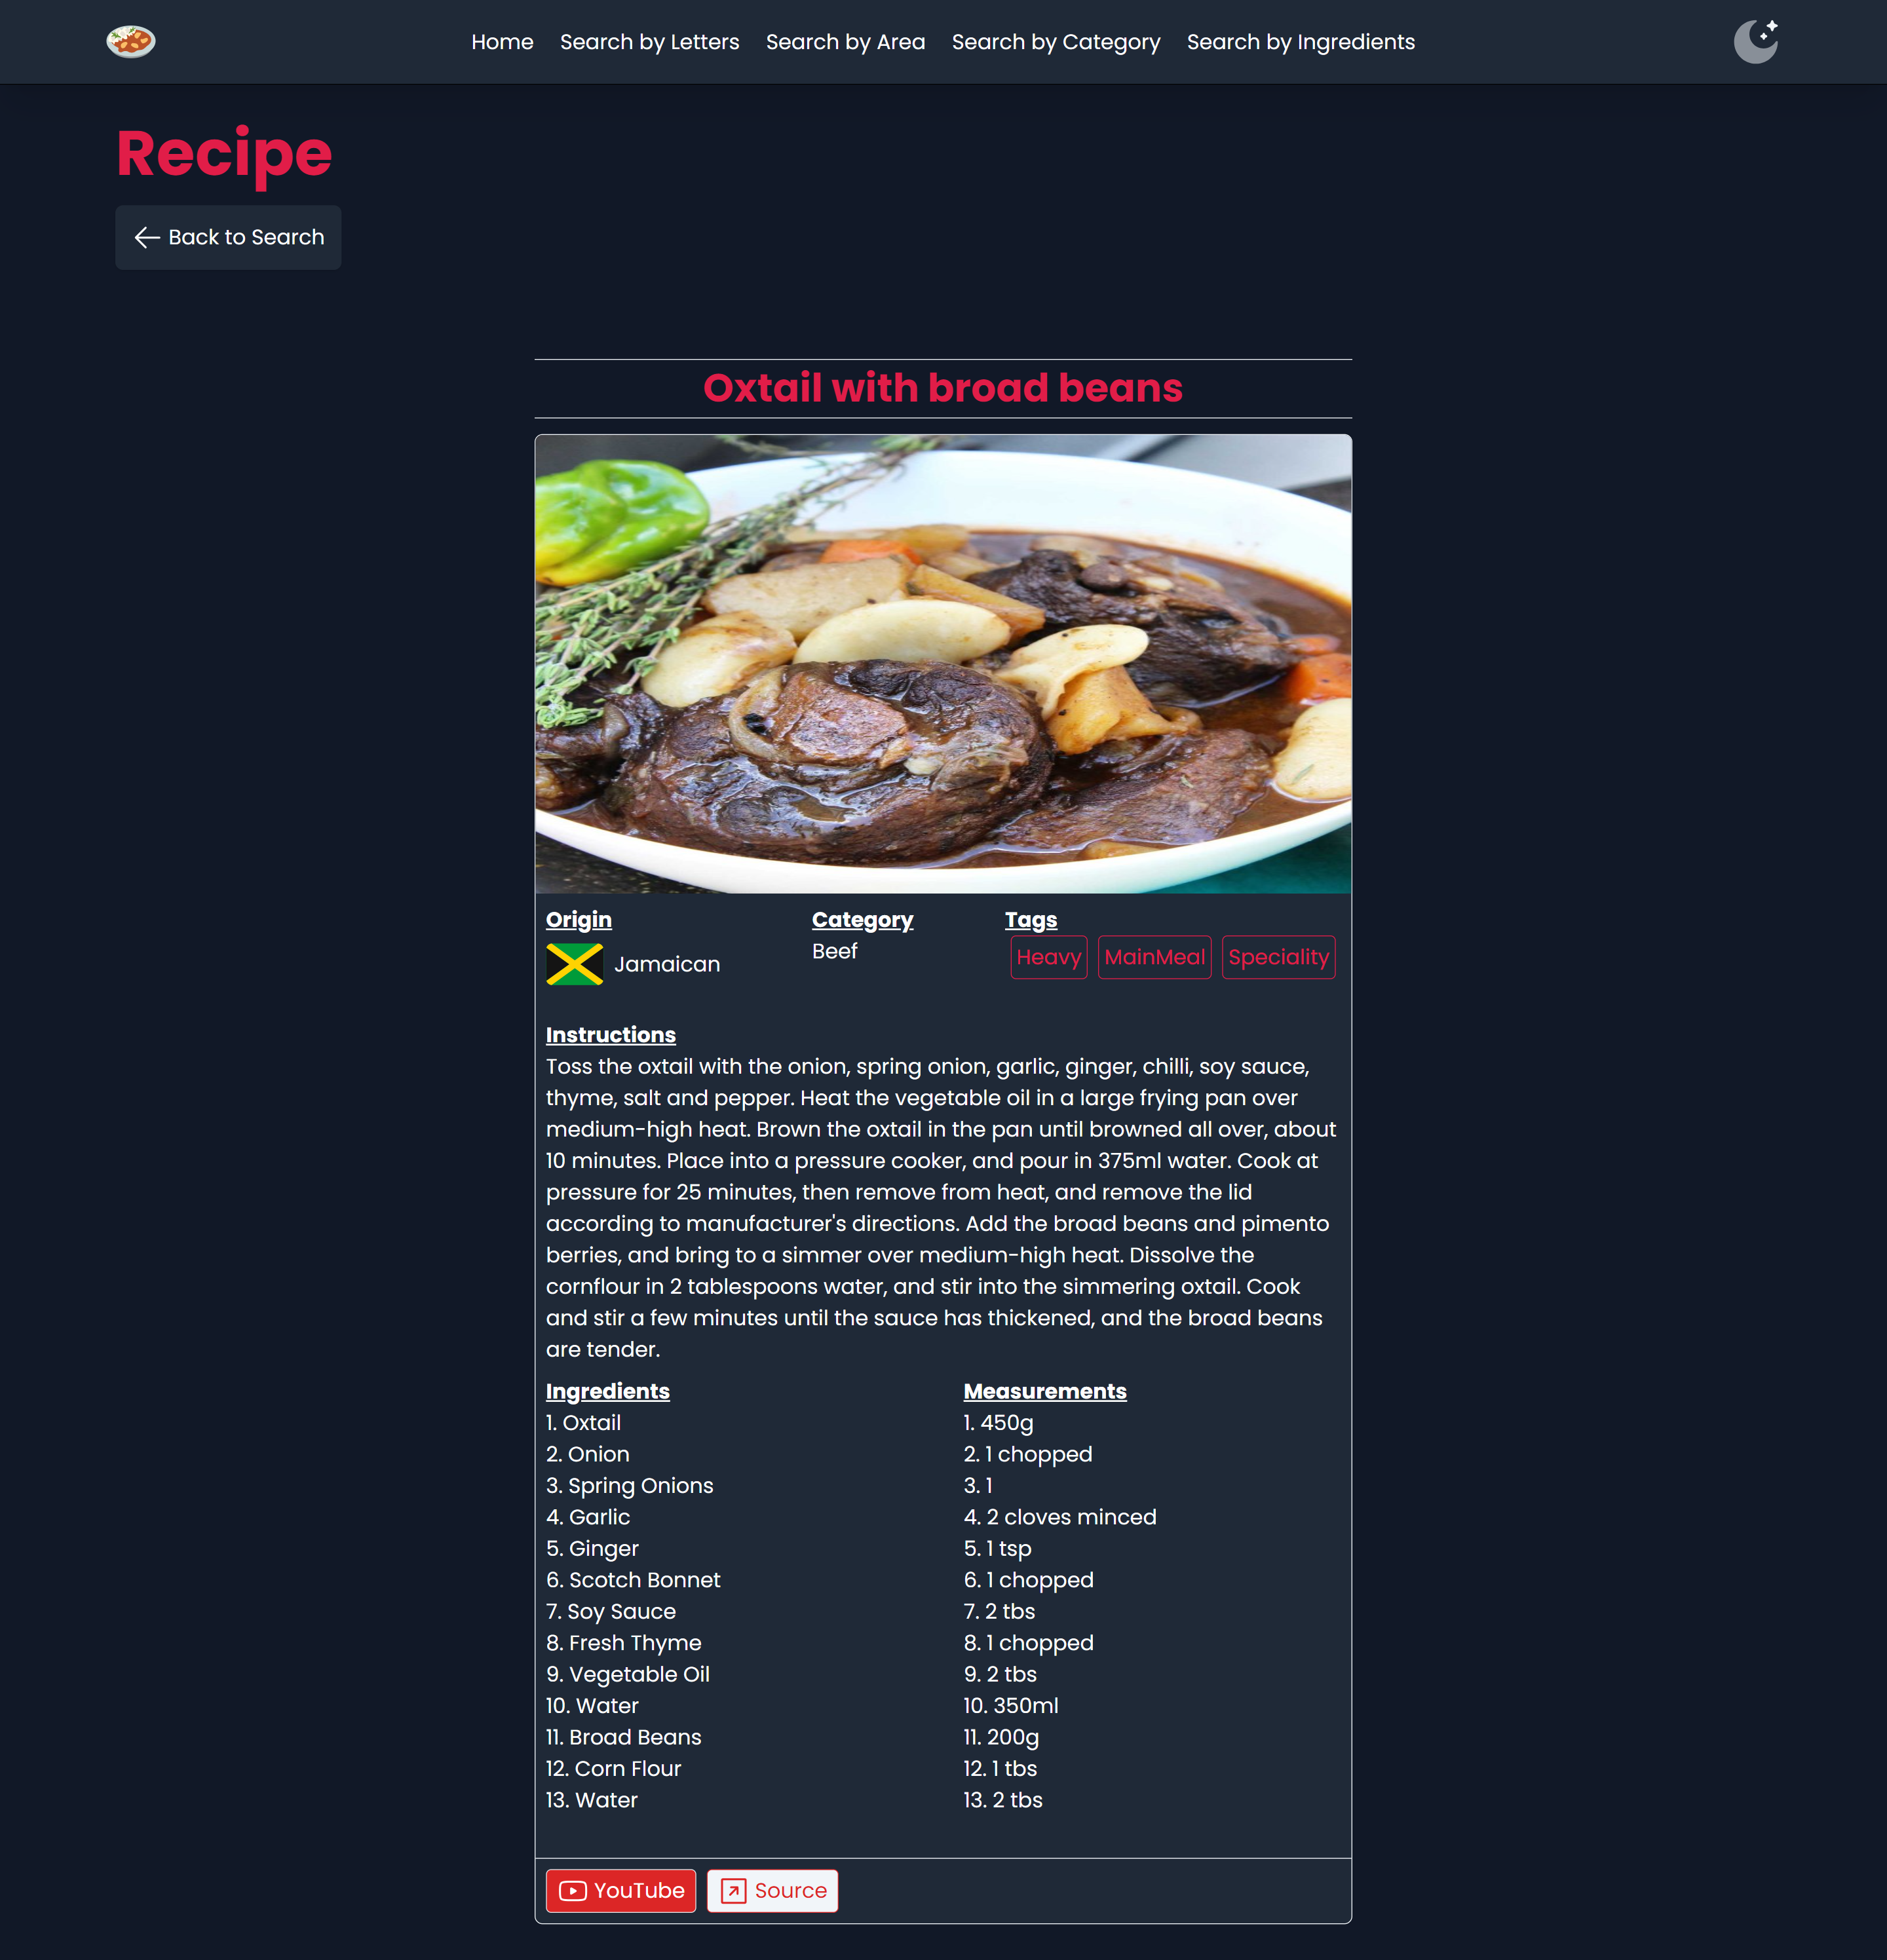 Home Search by Letters Search by Area Search by Category Search by Ingredients
Recipe
Back to Search
Oxtail with broad beans
Origin
Jamaican
Category
Beef
Tags
Heavy MainMeal Speciality
Instructions
Toss the oxtail with the onion, spring onion, garlic, ginger, chilli, soy sauce,
thyme, salt and pepper. Heat the vegetable oil in a large frying pan over
medium-high heat. Brown the oxtail in the pan until browned all over, about
10 minutes. Place into a pressure cooker, and pour in 375ml water. Cook at
pressure for 25 minutes, then remove from heat, and remove the lid
according to manufacturer's directions. Add the broad beans and pimento
berries, and bring to a simmer over medium-high heat. Dissolve the
cornflour in 2 tablespoons water, and stir into the simmering oxtail. Cook
and stir a few minutes until the sauce has thickened, and the broad beans
are tender.
Ingredients
1. Oxtail
2. Onion
3. Spring Onions
4. Garlic
5. Ginger
6. Scotch Bonnet
7. Soy Sauce
8. Fresh Thyme
9. Vegetable Oil
10. Water
11. Broad Beans
12. Corn Flour
13. Water
Measurements
1. 450g
2. 1 chopped
3. 1
4. 2 cloves minced
5. 1 tsp
6. 1 chopped
7. 2 tbs
8. 1 chopped
9. 2 tbs
10. 350ml
11. 200g
12. 1 tbs
13. 2 tbs
YouTube Source